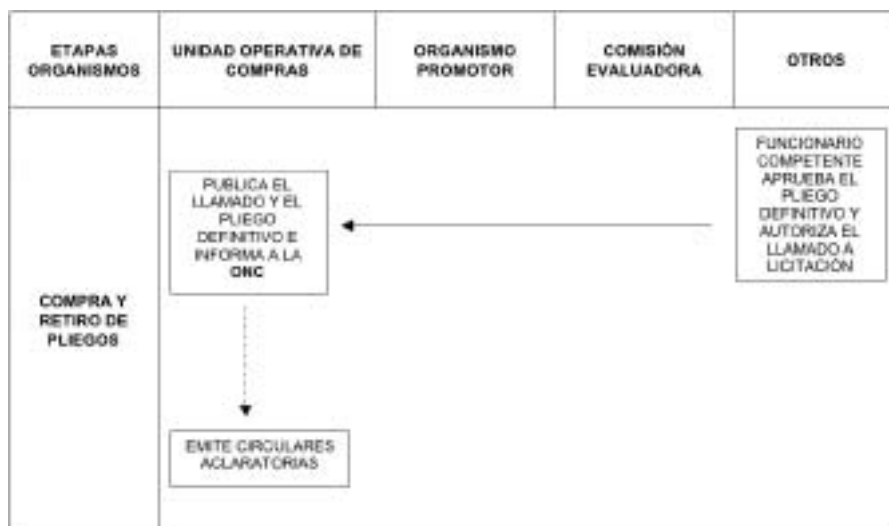 ETAPAS
ORGANISMOS
UNIDAD OPERATIVA DE
COMPRAS
ORGANISMO
PROMOTOR
COMISIÓN
EVALUADORA
OTROS
COMPRA Y
RETIRO DE
PLIEGOS
PUBLICA EL
LLAMADO Y EL
PLIEGO
DEFINITIVO E
INFORMA A LA
ONC
EMITE CIRCULARES
ACLARATORIAS
FUNCIONARIO
COMPETENTE
APRUEBA EL
PLIEGO
DEFINITIVO Y
AUTORIZA EL
LLAMADO A
LICITACIÓN